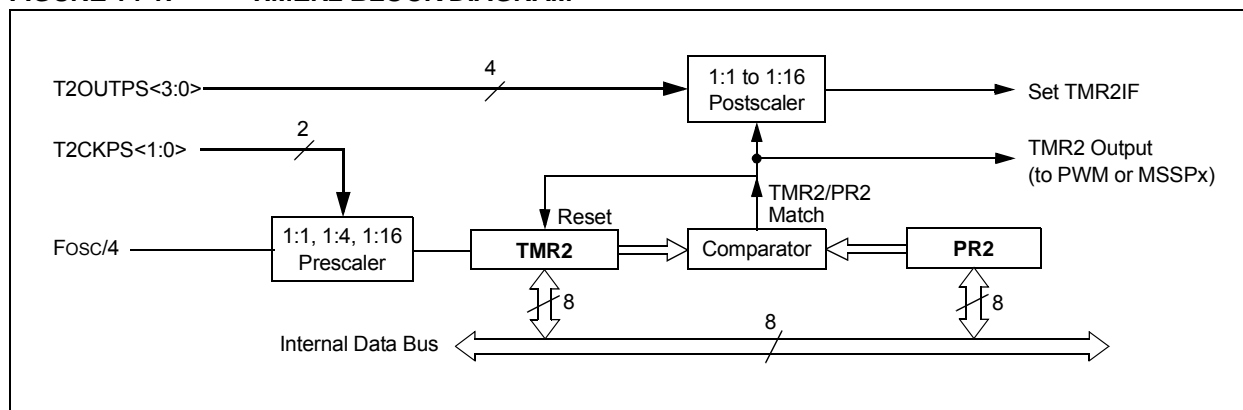 T2OUTPS<3:0>
4
1:1 to 1:16
Postscaler
Set TMR2IF
T2CKPS<1:0>
2
TMR2 Output
(to PWM or MSSPx)
TMR2/PR2
Match
Reset
FOSC/4
1:1, 1:4, 1:16
Prescaler
TMR2
Comparator
PR2
8
8
8
Internal Data Bus